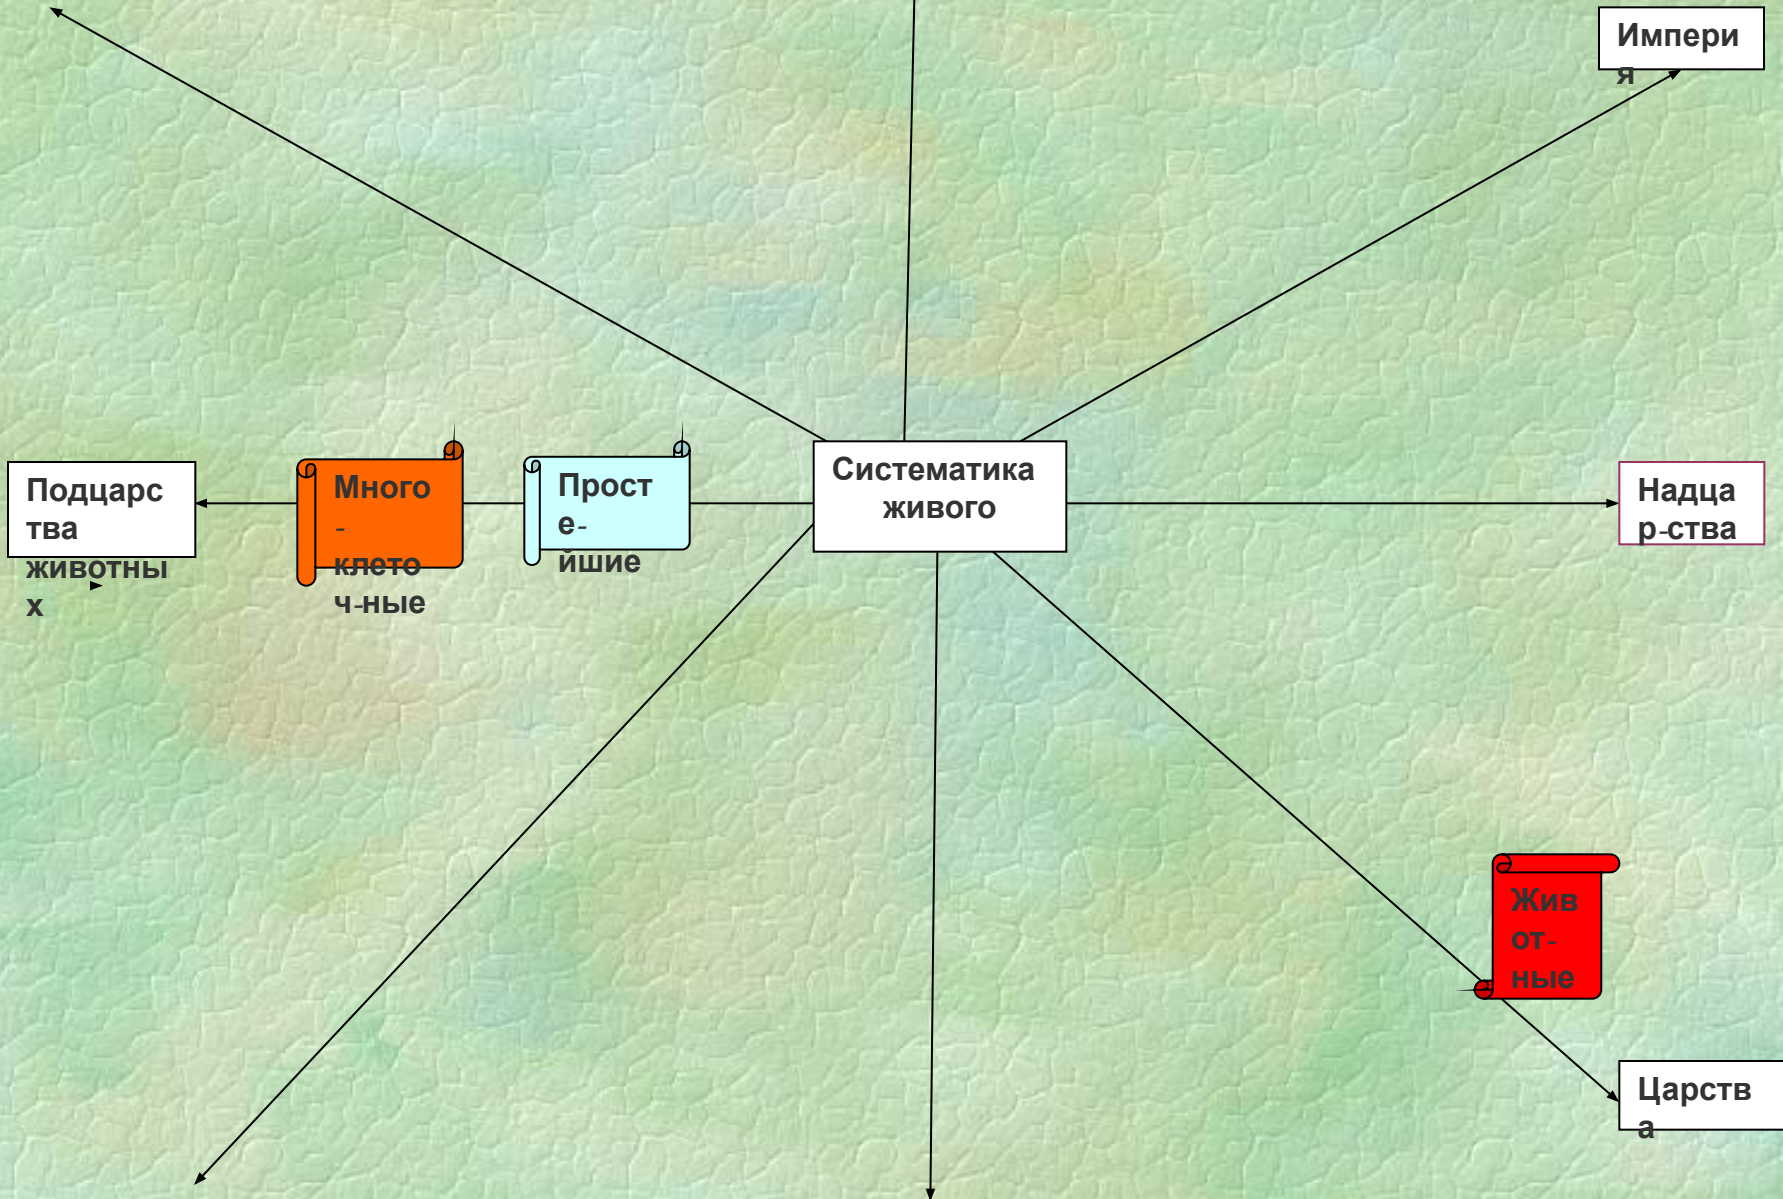 Импери
я
Систематика
живого
Подцарс
тва
животны
х
Много
-
клето
ч-ные
Прост
е-
йшие
Надца
р-ства
Жив
от-
ные
Царств
а